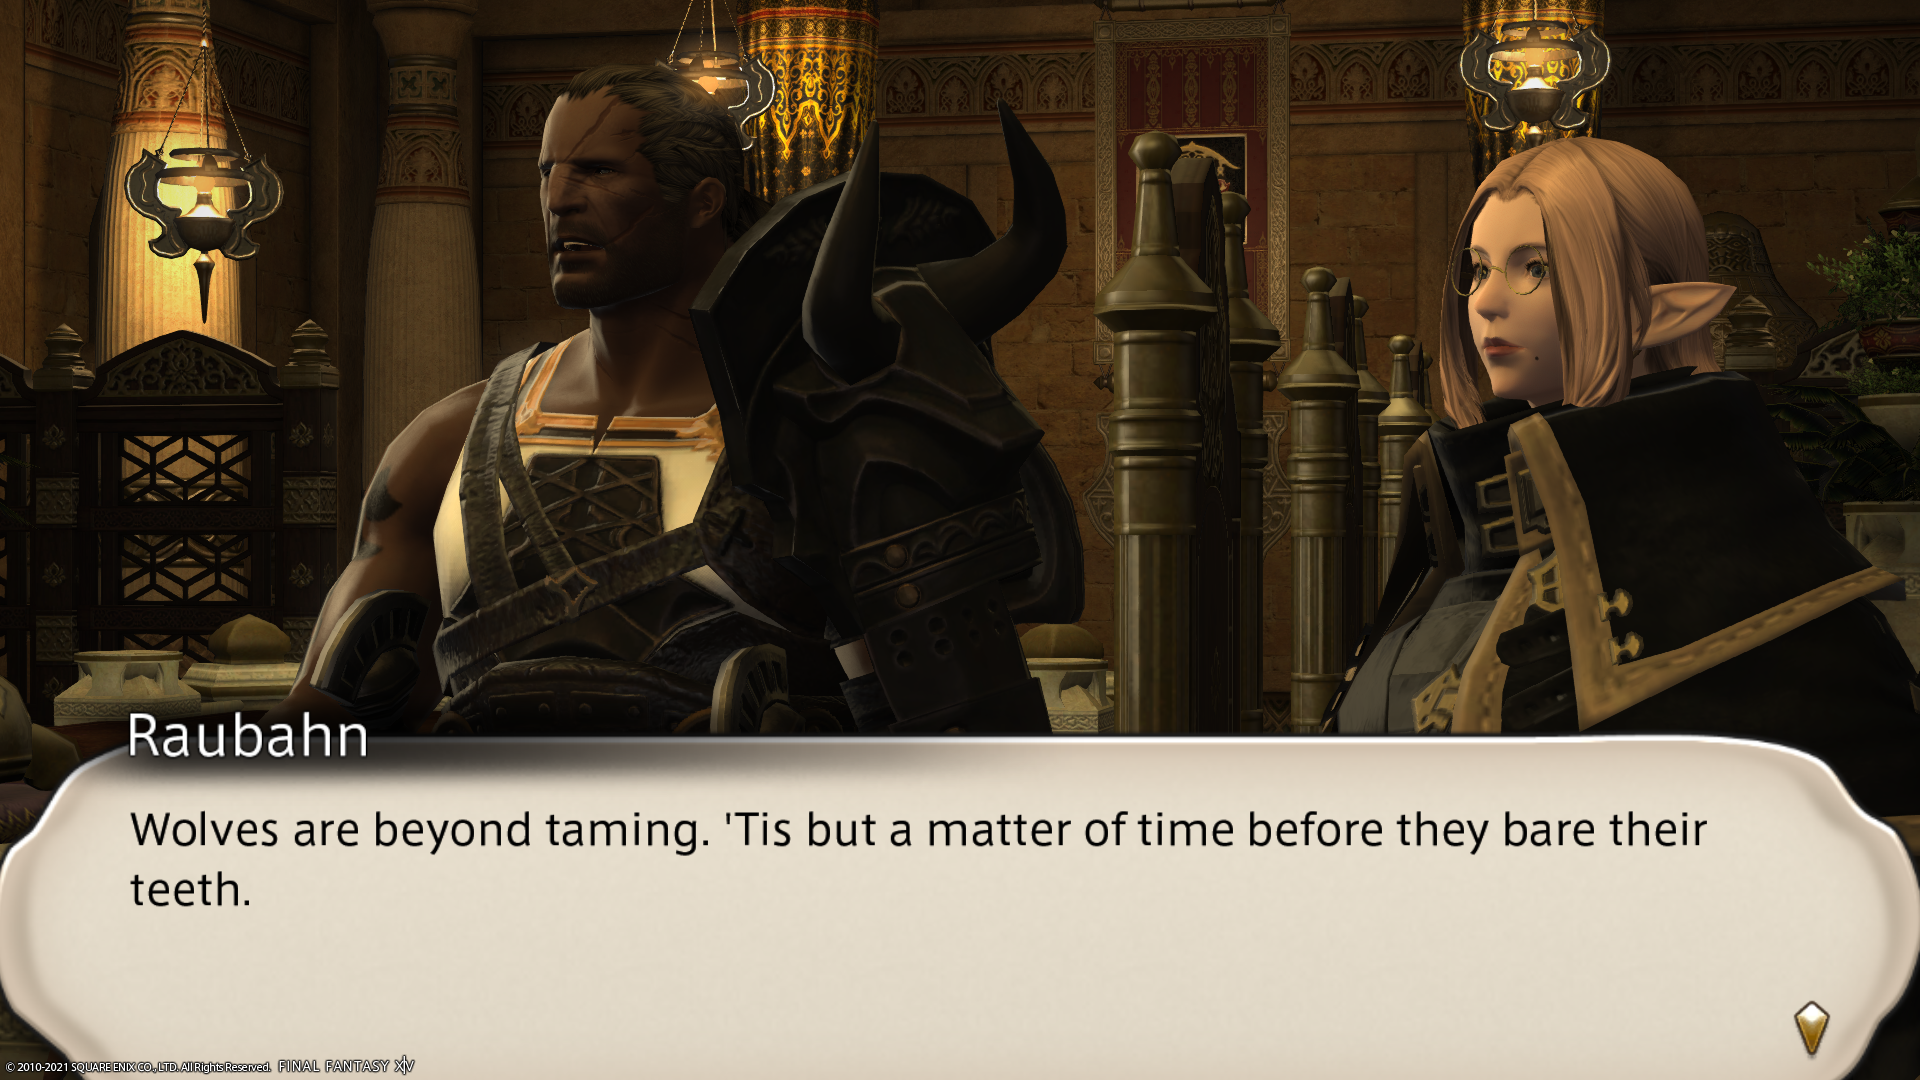 Raubahn
Wolves are beyond taming. 'Tis but a matter of time before they bare their
teeth.
© 2010-2021 SQUARE ENIX CO., LTD. All Rights Reserved. FINAL FANTASY XIV